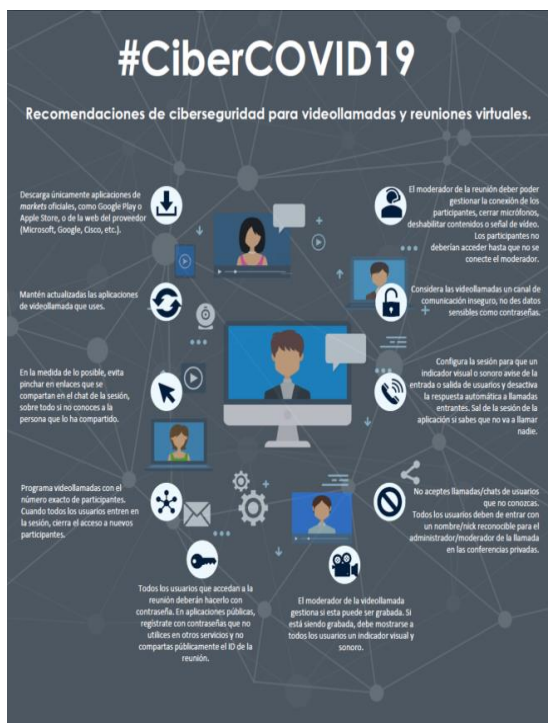 #CiberCOVID19
Recomendaciones de ciberseguridad para videollamadas y reuniones virtuales.
Descarga únicamente aplicaciones de
markets oficiales, como Google Play o
Apple Store, o de la web del proveedor
(Microsoft, Google, Cisco, etc.).
Mantén actualizadas las aplicaciones
de videollamada que uses.
En la medida de lo posible, evita
pinchar en enlaces que se
compartan en el chat de la sesión,
sobre todo si no conoces a la
persona que lo ha compartido.
Programa videollamadas con el
número exacto de participantes.
Cuando todos los usuarios entren en
la sesión, cierra el acceso a nuevos
participantes.
Todos los usuarios que accedan a la
reunión deberán hacerlo con
contraseña. En aplicaciones públicas,
regístrate con contraseñas que no
utilices en otros servicios y no
compartas públicamente el ID de la
reunión.
El moderador de la reunión deber poder
gestionar la conexión de los
participantes, cerrar micrófonos,
deshabilitar contenidos o señal de vídeo.
Los participantes no
deberían acceder hasta que no se
conecte el moderador.
Considera las videollamadas un canal de
comunicación inseguro, no des datos
sensibles como contraseñas.
Configura la sesión para que un
indicador visual o sonoro avise de la
entrada o salida de usuarios y desactiva
la respuesta automática a llamadas
entrantes. Sal de la sesión de la
aplicación si sabes que no va a llamar
nadie.
No aceptes llamadas/chats de usuarios
que no conozcas.
Todos los usuarios deben de entrar con
un nombre/nick reconocible para el
administrador/moderador de la llamada
en las conferencias privadas.
El moderador de la videollamada
gestiona si esta puede ser grabada. Si
está siendo grabada, debe mostrarse a
todos los usuarios un indicador visual y
sonoro.